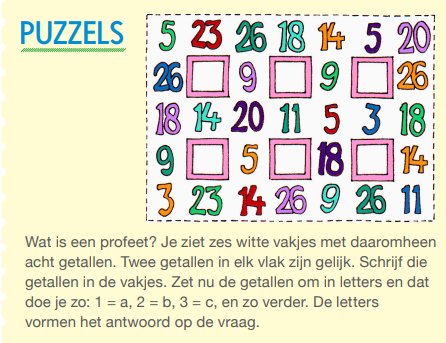 PUZZELS
5 23 26 18 14 5 20
26 9 9 26
18 14 20 11 5 3 18
9 5 18 14
3 23 14 26 9 26 11
Wat is een profeet? Je ziet zes witte vakjes met daaromheen
acht getallen. Twee getallen in elk vlak zijn gelijk. Schrijf die
getallen in de vakjes. Zet nu de getallen om in letters en dat
doe je zo: 1 = a, 2 = b, 3 = c, en zo verder. De letters
vormen het antwoord op de vraag.